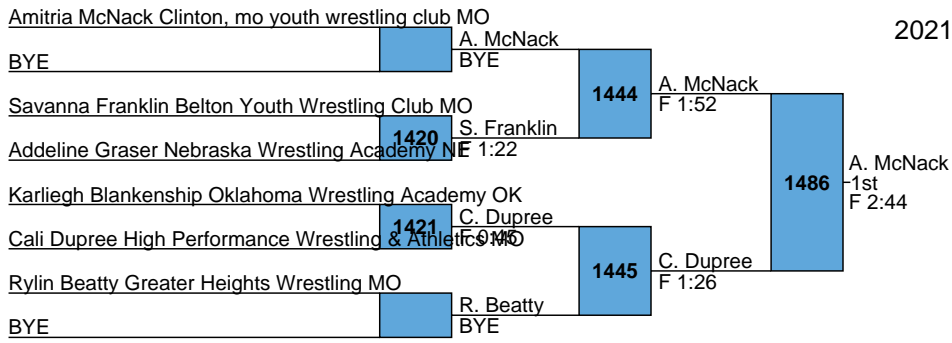 Amitria McNack Clinton, mo youth wrestling club MO
2021
A. McNack
BYE
BYE
1444
A. McNack
F 1:52
Savanna Franklin Belton Youth Wrestling Club MO
1420
S. Franklin
F 1:22
Addeline Graser Nebraska Wrestling Academy NE
1486
A. McNack
1st
F 2:44
Karliegh Blankenship Oklahoma Wrestling Academy OK
1421
C. Dupree
F 0:45
Cali Dupree High Performance Wrestling & Athletics MO
1445
C. Dupree
F 1:26
Rylin Beatty Greater Heights Wrestling MO
R. Beatty
BYE
BYE